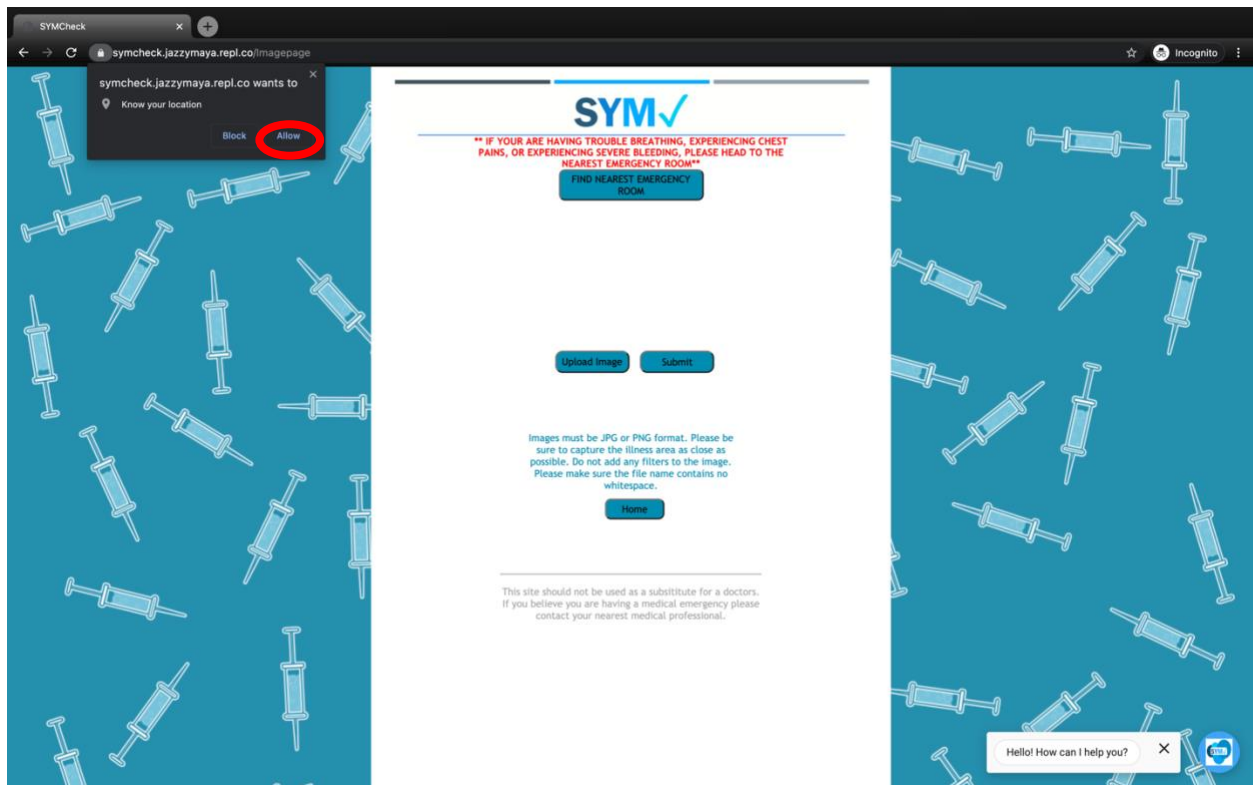 SYMCheck
symcheck.jazzymaya.repl.co/Imagepage
Incognito
symcheck.jazzymaya.repl.co wants to
Know your location
Block Allow
SYM✓
** IF YOUR ARE HAVING TROUBLE BREATHING, EXPERIENCING CHEST
PAINS, OR EXPERIENCING SEVERE BLEEDING, PLEASE HEAD TO THE
NEAREST EMERGENCY ROOM**
FIND NEAREST EMERGENCY
ROOM
Upload Image Submit
Images must be JPG or PNG format. Please be
sure to capture the illness area as close as
possible. Do not add any filters to the image.
Please make sure the file name contains no
whitespace.
Home
This site should not be used as a subsititute for a doctors.
If you believe you are having a medical emergency please
contact your nearest medical professional.
Hello! How can I help you?